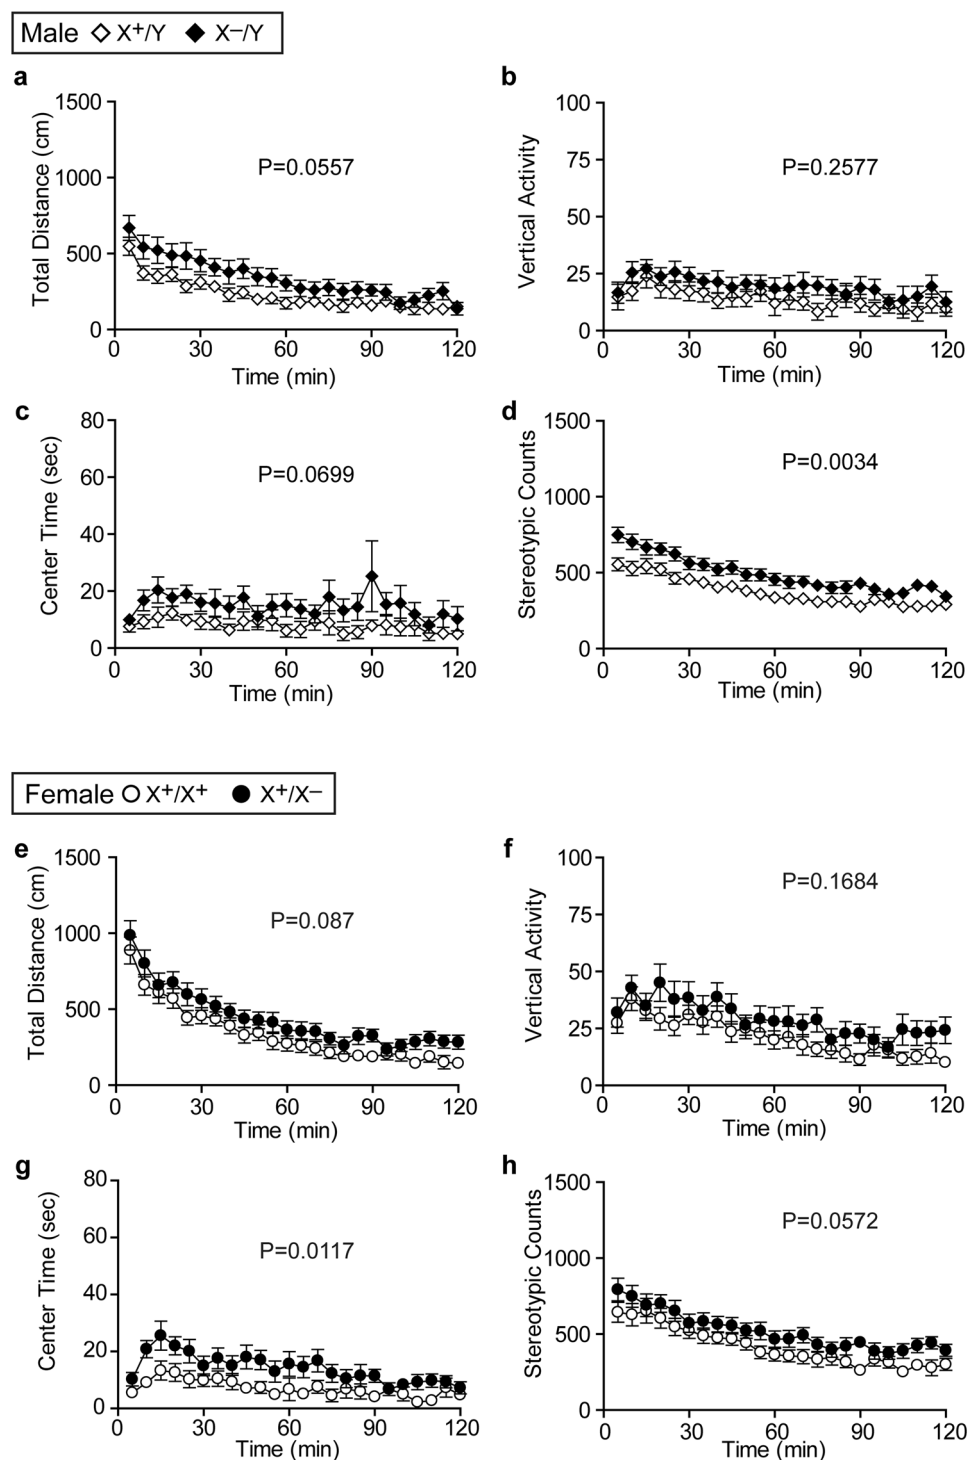 Male ◇ X+/Y ◆ X–/Y
a
1500
1000
500
0
Total Distance (cm)
P=0.0557
0 30 60 90 120
Time (min)
b
100
75
50
25
0
Vertical Activity
P=0.2577
0 30 60 90 120
Time (min)
c
80
60
40
20
0
Center Time (sec)
P=0.0699
0 30 60 90 120
Time (min)
d
1500
1000
500
0
Stereotypic Counts
P=0.0034
0 30 60 90 120
Time (min)
Female ○ X+/X+ ● X+/X–
e
1500
1000
500
0
Total Distance (cm)
P=0.087
0 30 60 90 120
Time (min)
f
100
75
50
25
0
Vertical Activity
P=0.1684
0 30 60 90 120
Time (min)
g
80
60
40
20
0
Center Time (sec)
P=0.0117
0 30 60 90 120
Time (min)
h
1500
1000
500
0
Stereotypic Counts
P=0.0572
0 30 60 90 120
Time (min)